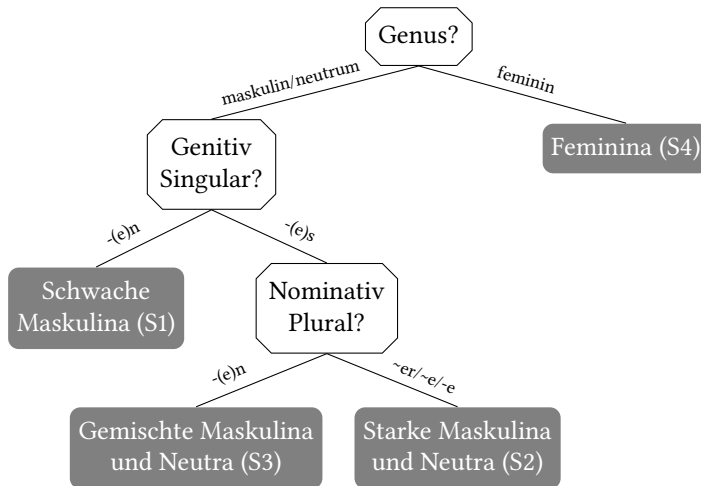 Genus?
maskulin/neutrum
feminin
Genitiv
Singular?
Feminina (S4)
-(e)n
-(e)s
Schwache
Maskulina (S1)
Nominativ
Plural?
-(e)n
~er/~e/-e
Gemischte Maskulina
und Neutra (S3)
Starke Maskulina
und Neutra (S2)